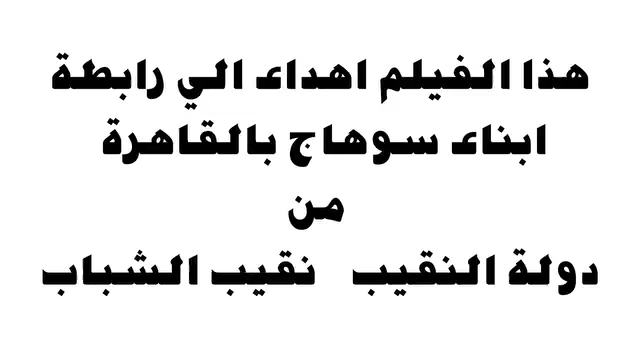 هذا الفيلم اهداء الي رابطة
ابناء سوهاج بالقاهرة
من
دولة النقيب نقيب الشباب